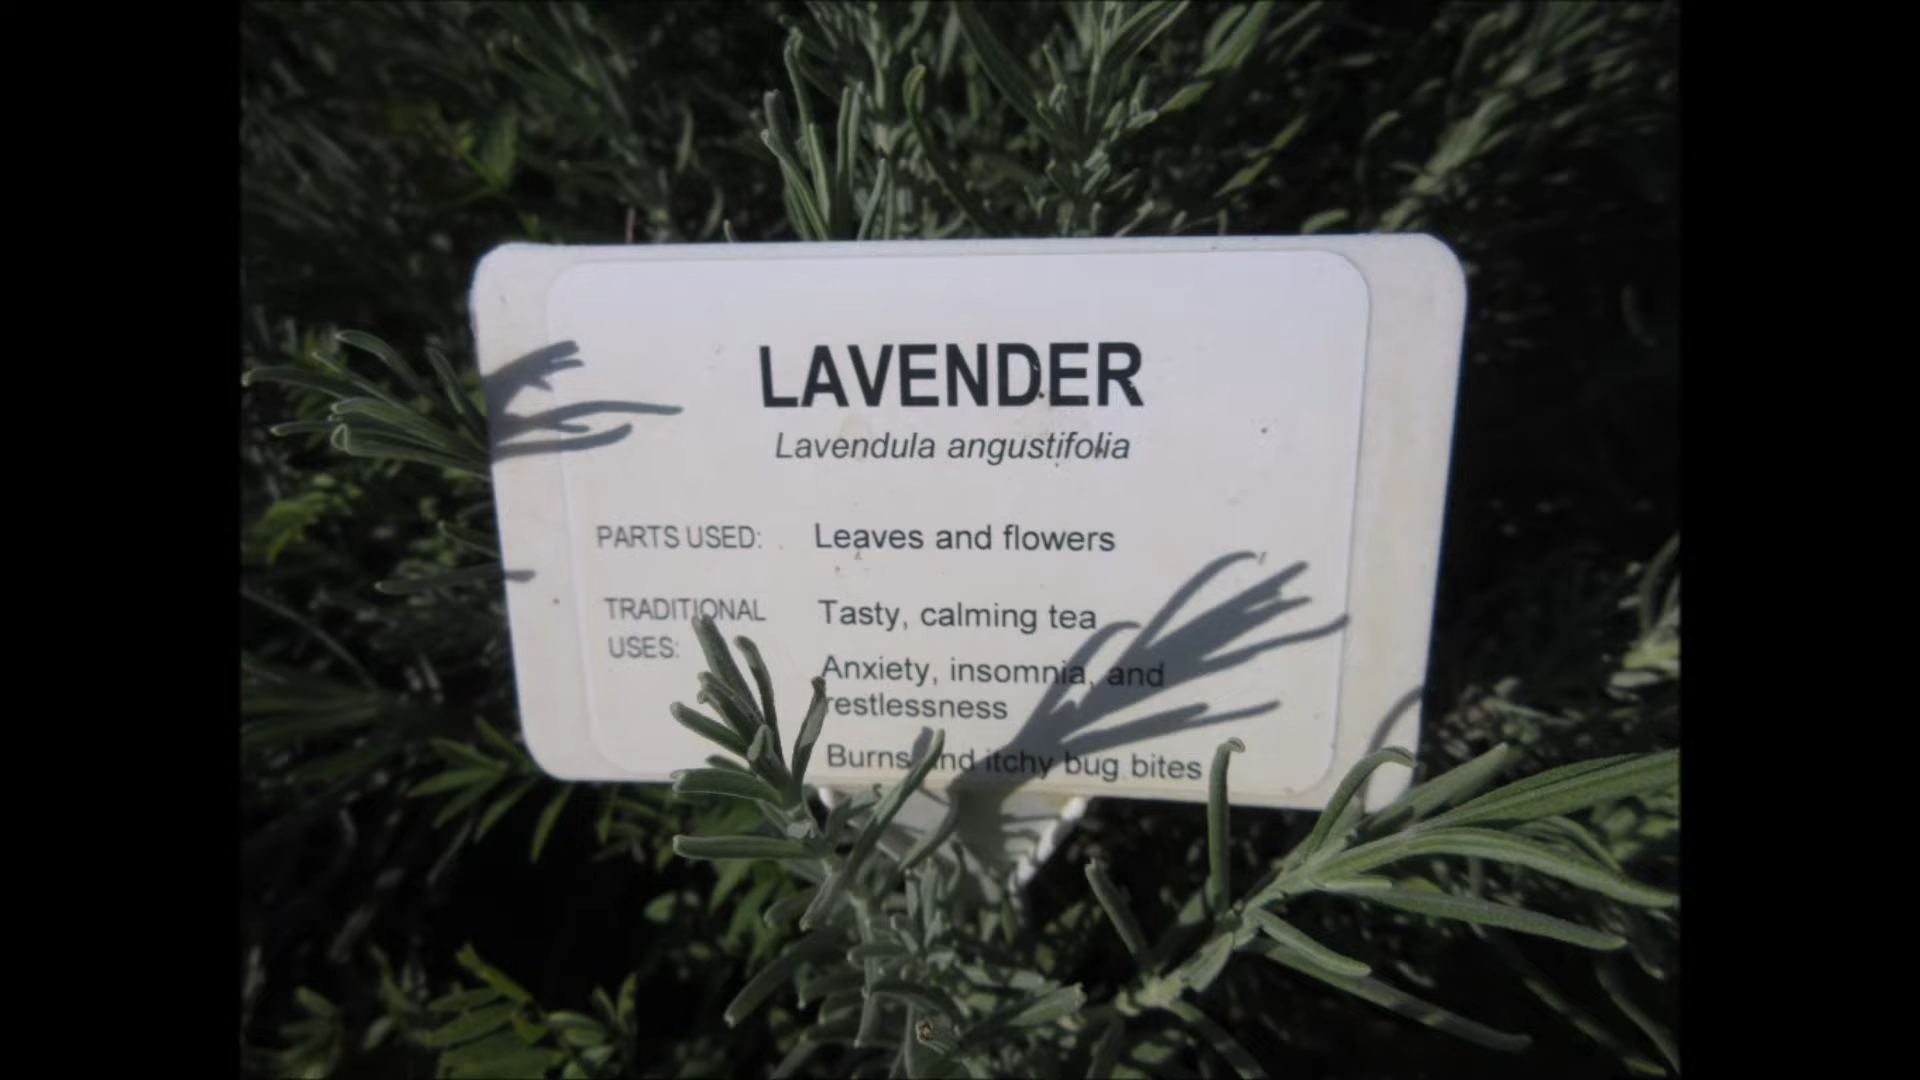 LAVENDER
Lavendula angustifolia
PARTS USED: Leaves and flowers
TRADITIONAL USES: Tasty, calming tea
Anxiety, insomnia, and
restlessness
Burns and itchy bug bites